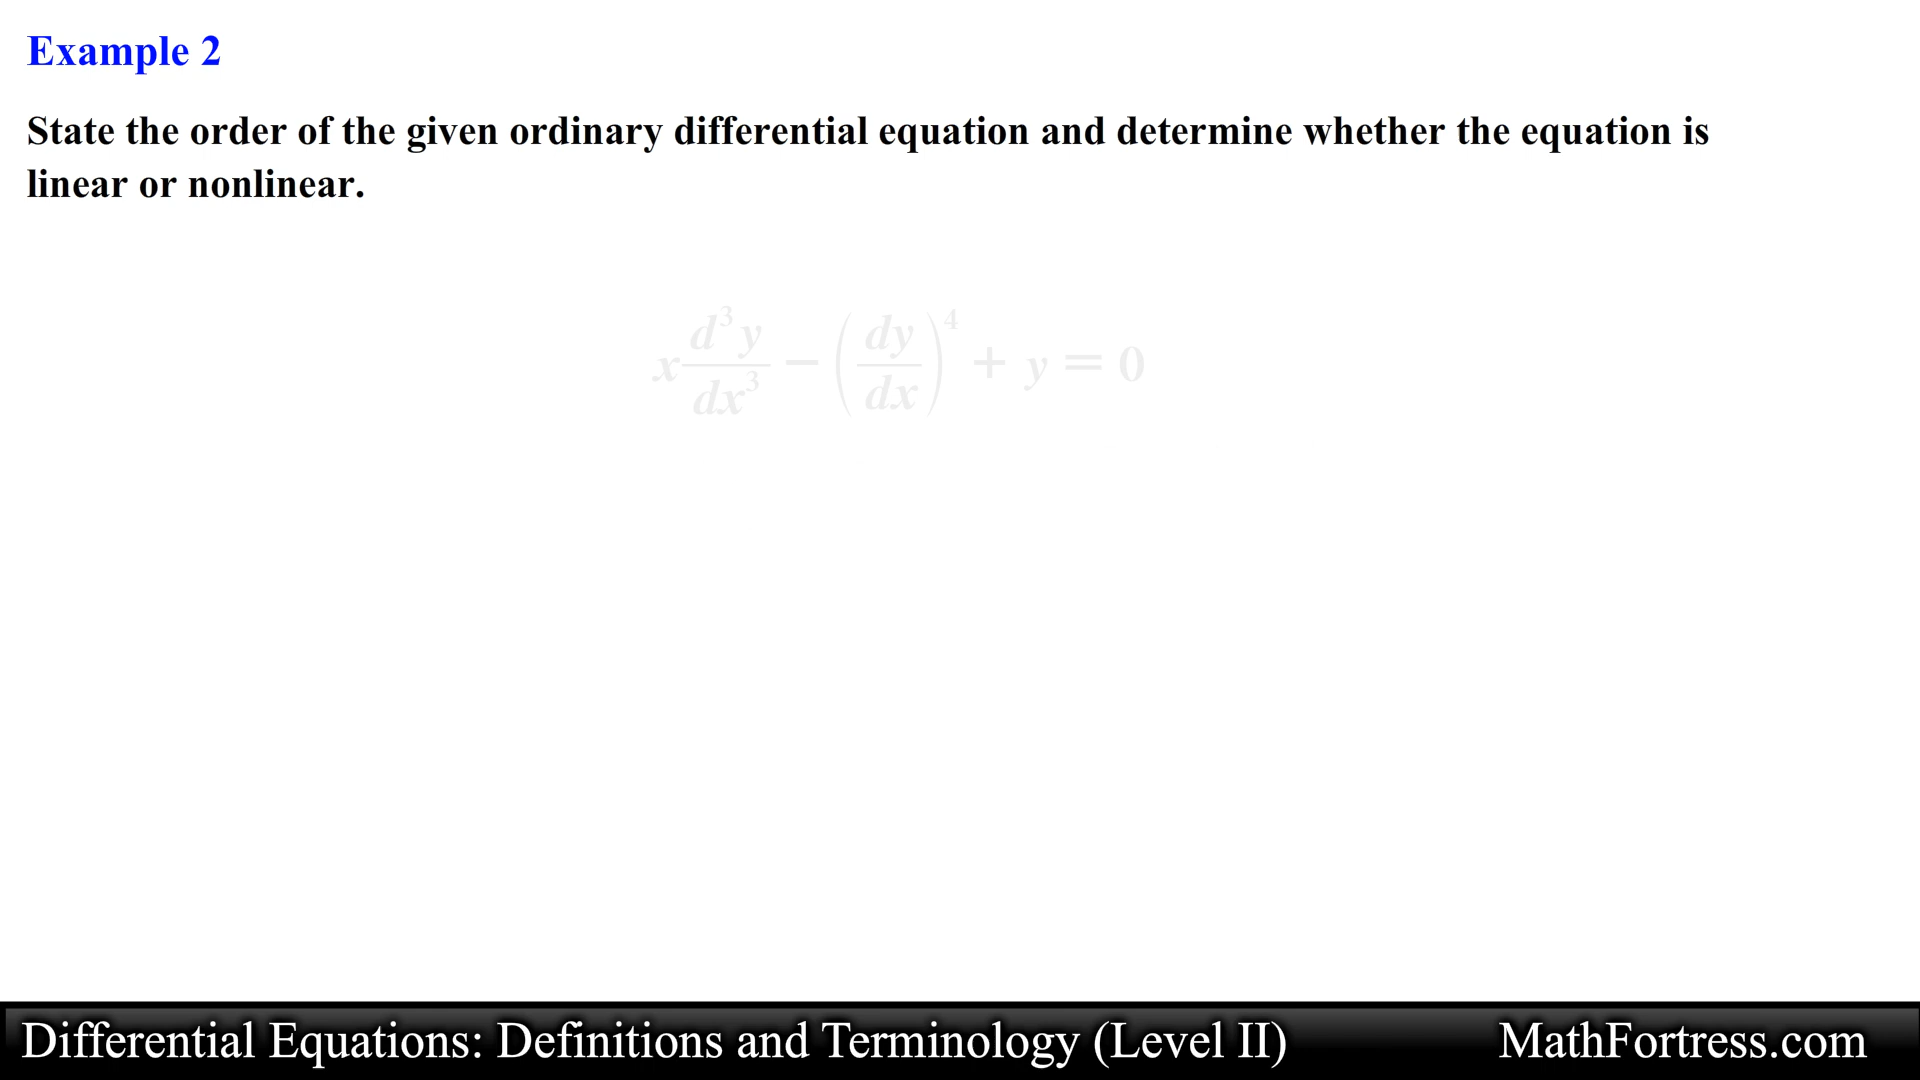 Example 2
State the order of the given ordinary differential equation and determine whether the equation is
linear or nonlinear.
x d³y/dx³ − (dy/dx)⁴ + y = 0
Differential Equations: Definitions and Terminology (Level II) MathFortress.com